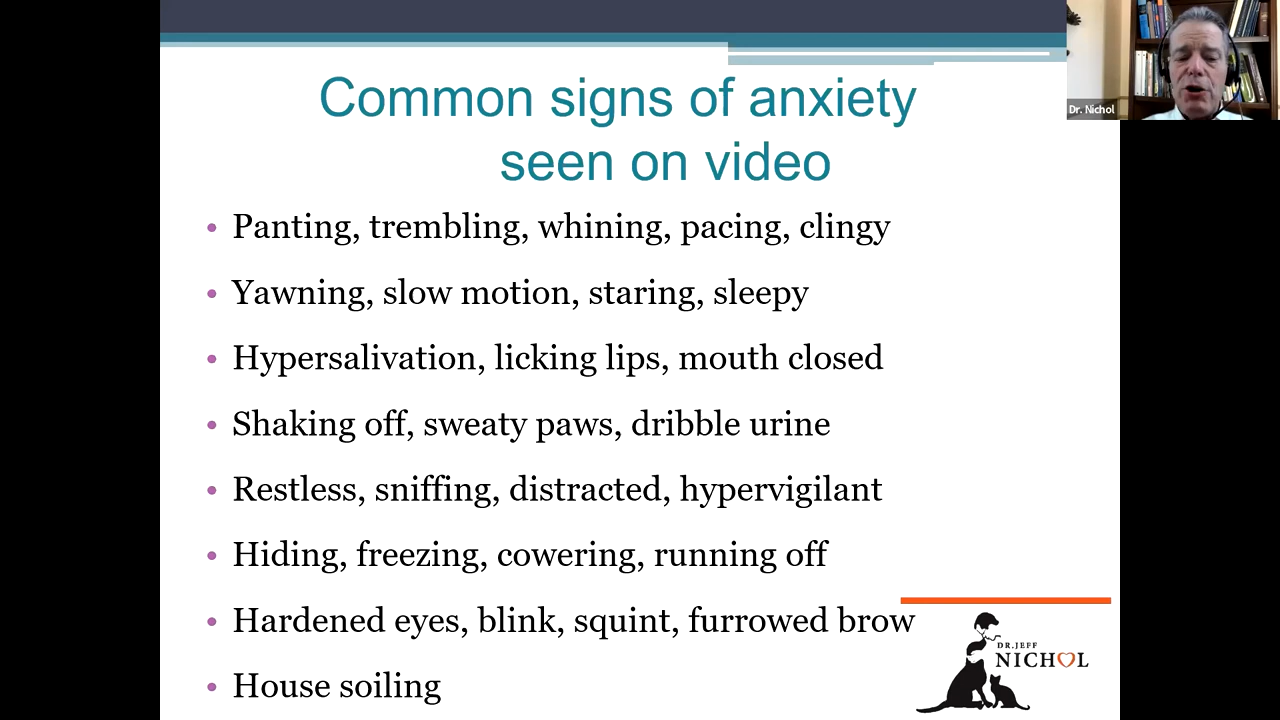 Common signs of anxiety
seen on video
• Panting, trembling, whining, pacing, clingy
• Yawning, slow motion, staring, sleepy
• Hypersalivation, licking lips, mouth closed
• Shaking off, sweaty paws, dribble urine
• Restless, sniffing, distracted, hypervigilant
• Hiding, freezing, cowering, running off
• Hardened eyes, blink, squint, furrowed brow
• House soiling
DR. JEFF
NICHOL
Dr. Nichol